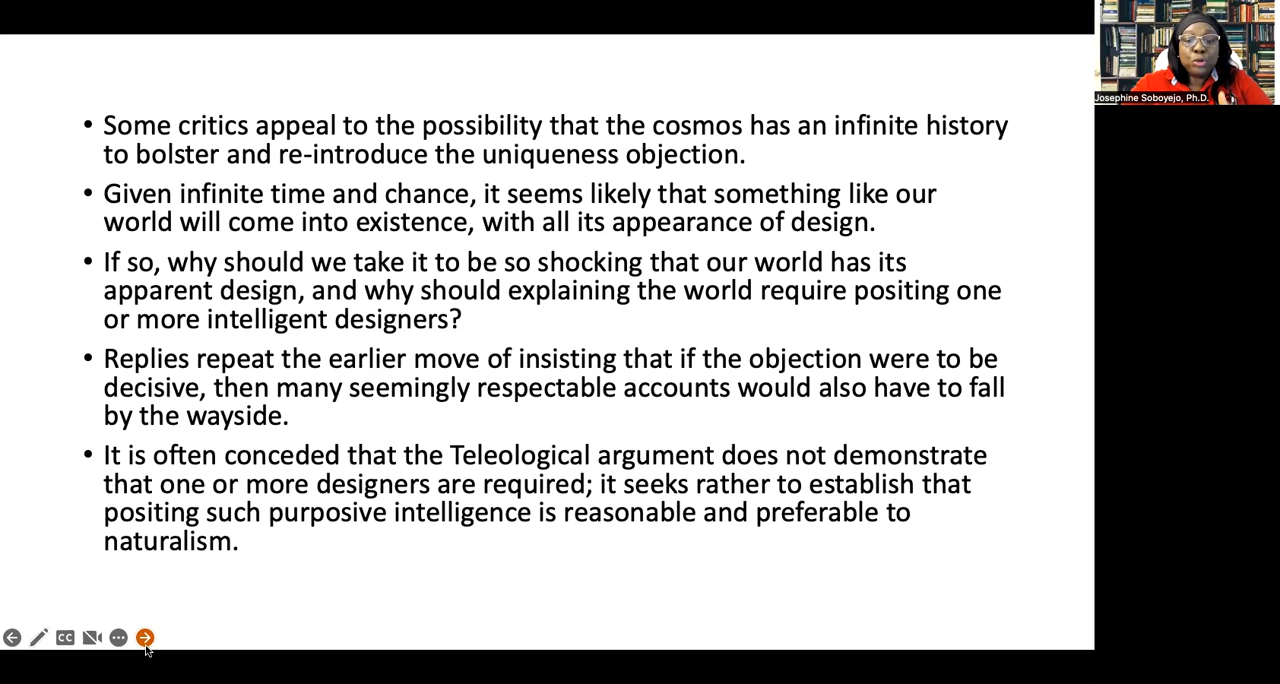 • Some critics appeal to the possibility that the cosmos has an infinite history
to bolster and re-introduce the uniqueness objection.
• Given infinite time and chance, it seems likely that something like our
world will come into existence, with all its appearance of design.
• If so, why should we take it to be so shocking that our world has its
apparent design, and why should explaining the world require positing one
or more intelligent designers?
• Replies repeat the earlier move of insisting that if the objection were to be
decisive, then many seemingly respectable accounts would also have to fall
by the wayside.
• It is often conceded that the Teleological argument does not demonstrate
that one or more designers are required; it seeks rather to establish that
positing such purposive intelligence is reasonable and preferable to
naturalism.
Josephine Soboyejo, Ph.D.
CC